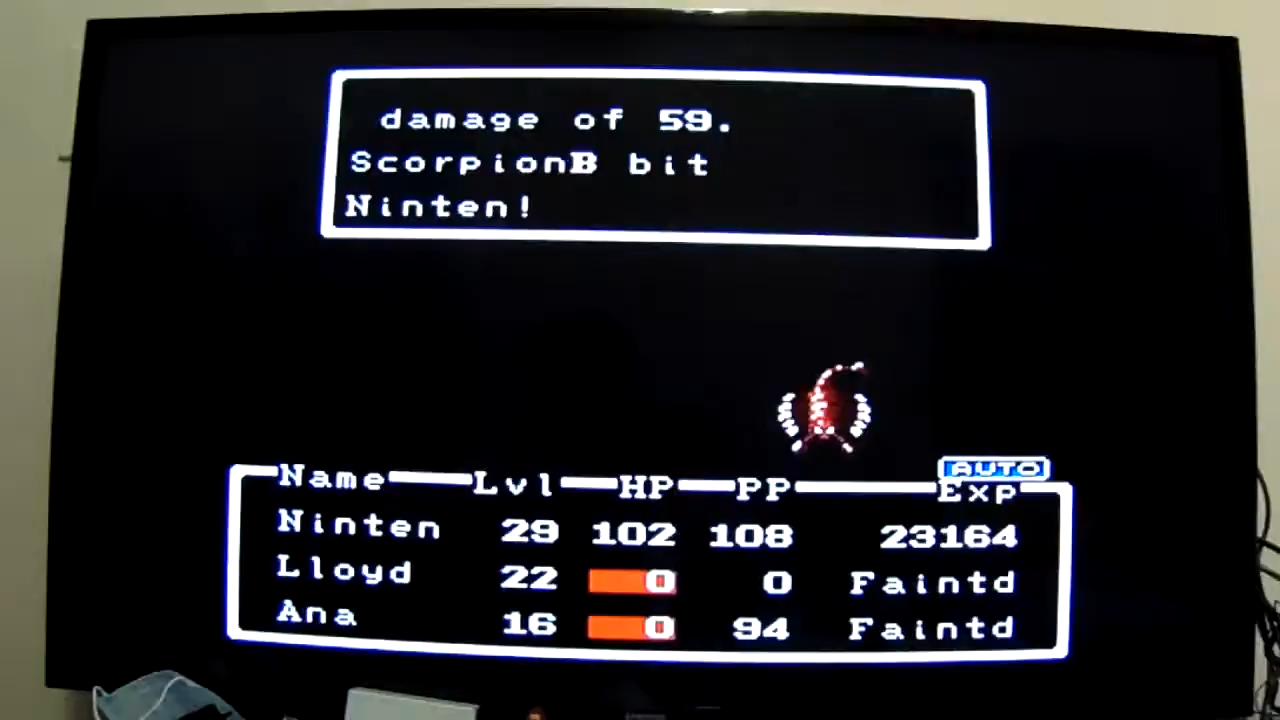 damage of 59.
ScorpionB bit
Ninten!
AUTO
Name Lvl HP PP Exp
Ninten 29 102 108 23164
Lloyd 22 0 0 Faintd
Ana 16 0 94 Faintd